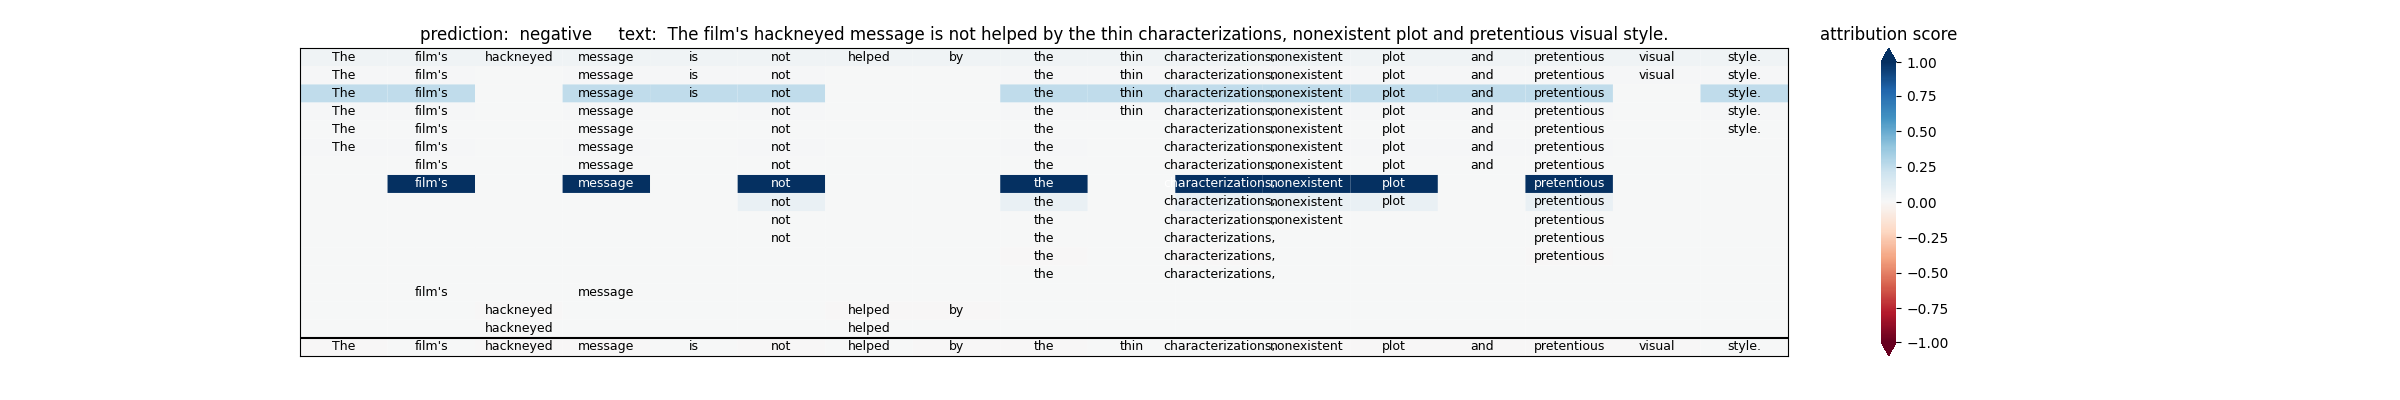 prediction: negative text: The film's hackneyed message is not helped by the thin characterizations, nonexistent plot and pretentious visual style. attribution score
The film's hackneyed message is not helped by the thin characterizations, nonexistent plot and pretentious visual style. 1.00
The film's message is not the thin characterizations, nonexistent plot and pretentious visual style.
The film's message is not the thin characterizations, nonexistent plot and pretentious style. 0.75
The film's message not the thin characterizations, nonexistent plot and pretentious style.
The film's message not the characterizations, nonexistent plot and pretentious style. 0.50
The film's message not the characterizations, nonexistent plot and pretentious
film's message not the characterizations, nonexistent plot and pretentious 0.25
film's message not the characterizations, nonexistent plot pretentious
not the characterizations, nonexistent plot pretentious 0.00
not the characterizations, nonexistent pretentious
not the characterizations, pretentious −0.25
the characterizations, pretentious
the characterizations, −0.50
film's message
hackneyed helped by −0.75
hackneyed helped
The film's hackneyed message is not helped by the thin characterizations, nonexistent plot and pretentious visual style. −1.00